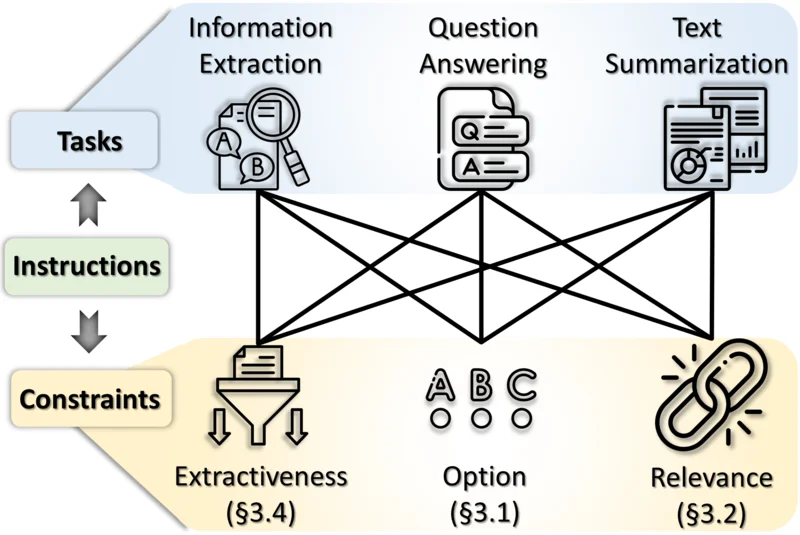 Information
Extraction
Question
Answering
Text
Summarization
A
B
Q
A
Tasks
Instructions
Constraints
A B C
Extractiveness
(§3.4)
Option
(§3.1)
Relevance
(§3.2)